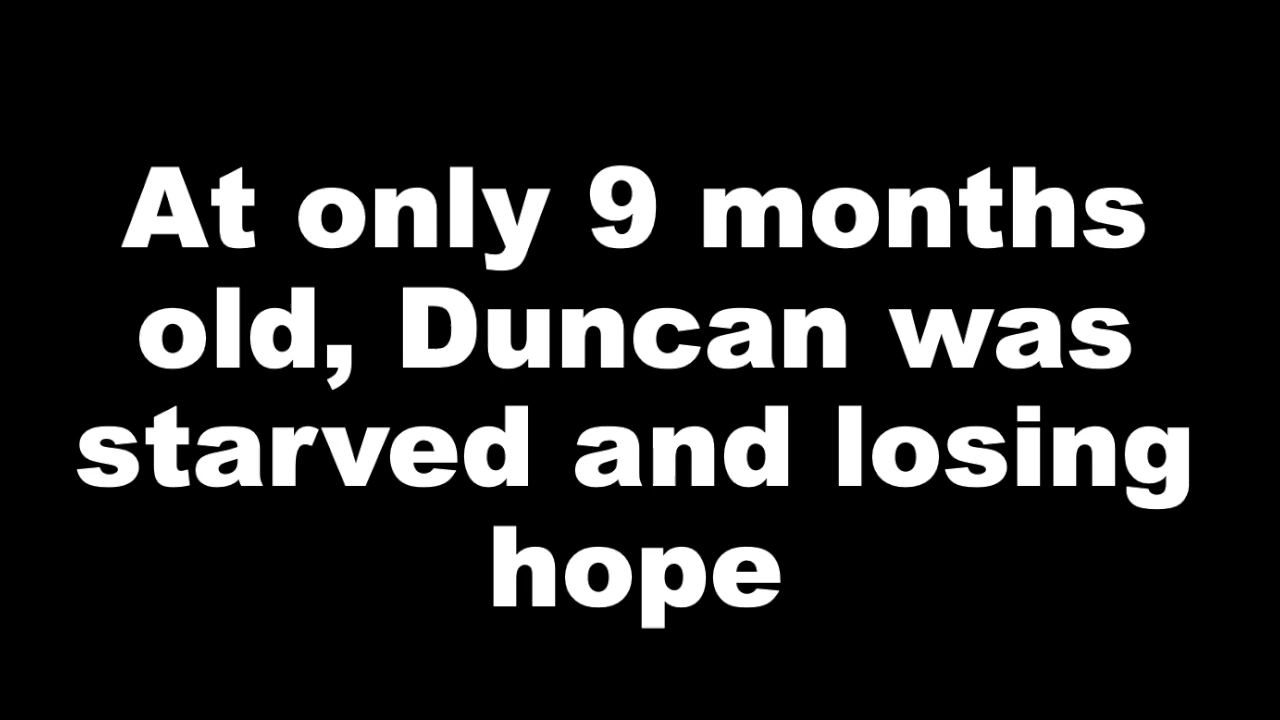 At only 9 months
old, Duncan was
starved and losing
hope